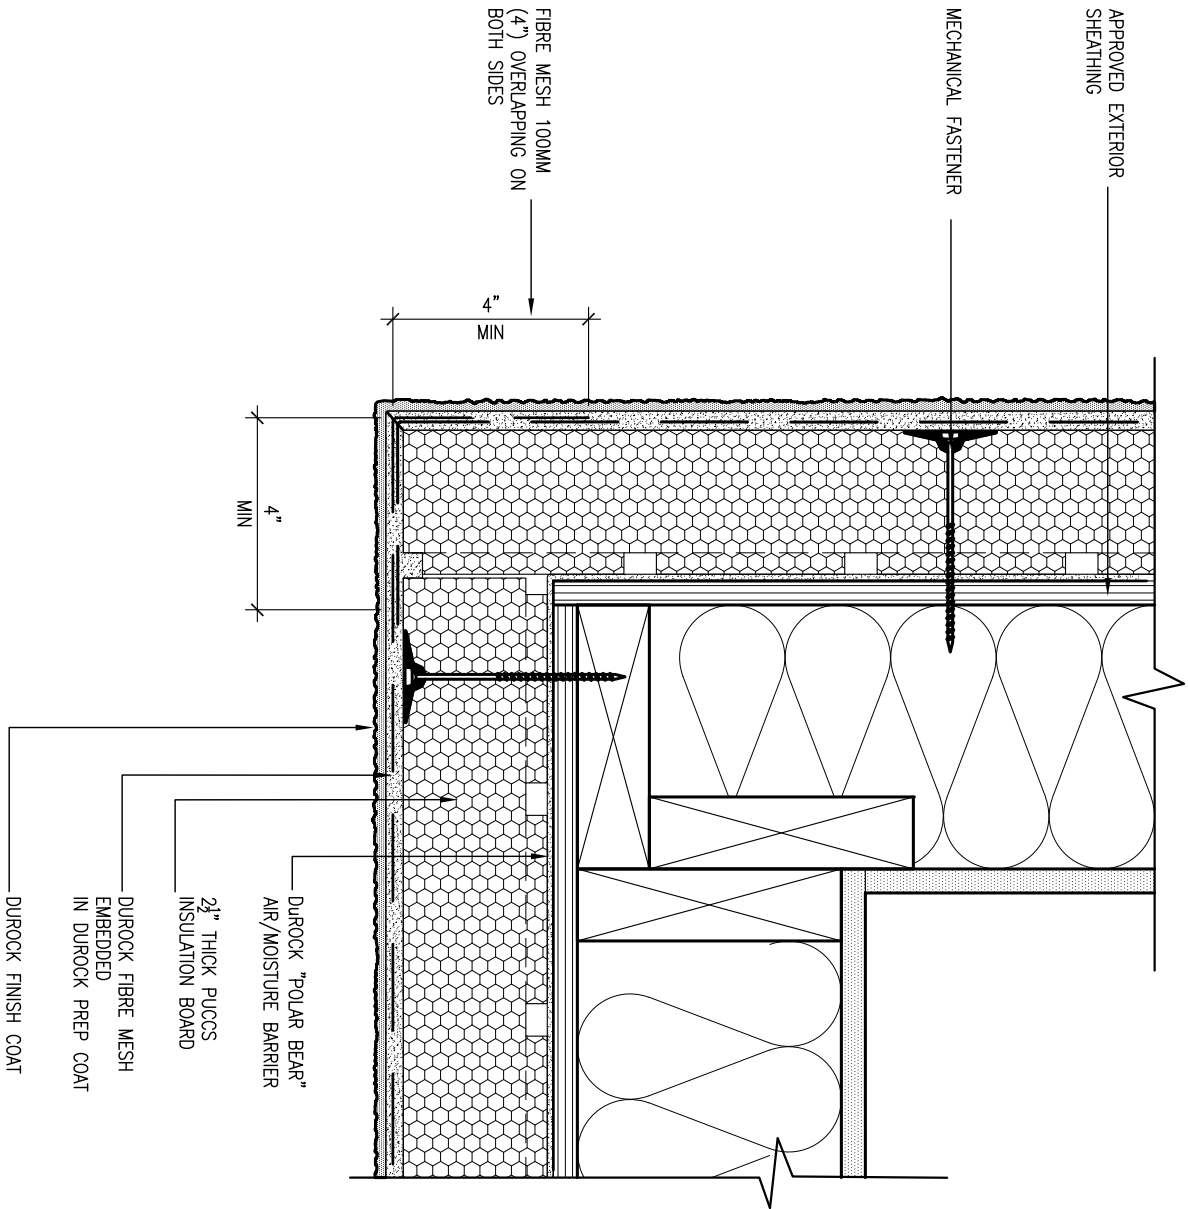 APPROVED EXTERIOR
SHEATHING
MECHANICAL FASTENER
FIBRE MESH 100MM
(4") OVERLAPPING ON
BOTH SIDES
4"
MIN
4"
MIN
DuROCK "POLAR BEAR"
AIR/MOISTURE BARRIER
2½" THICK PUCCS
INSULATION BOARD
DUROCK FIBRE MESH
EMBEDDED
IN DUROCK PREP COAT
DUROCK FINISH COAT